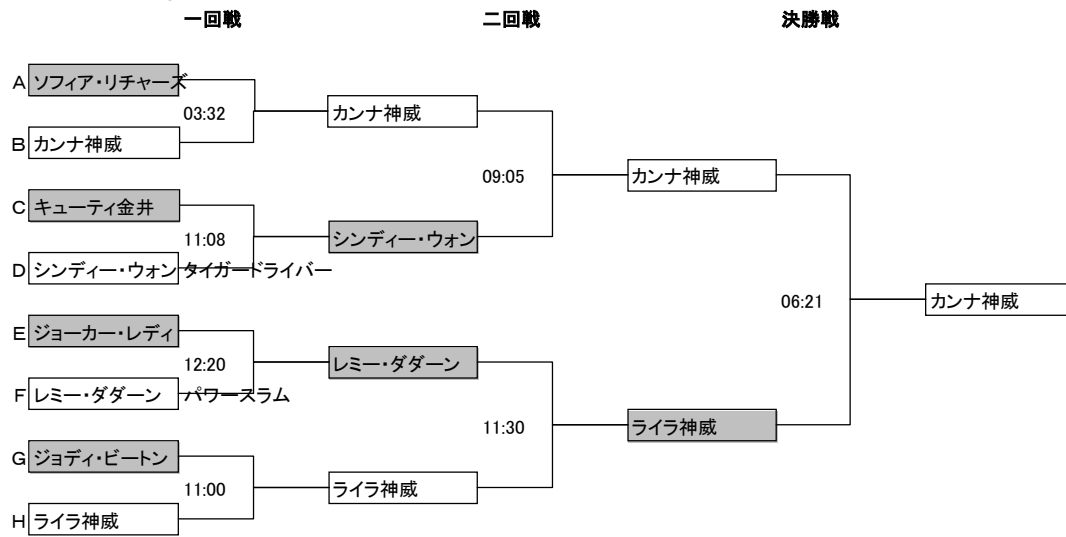 一回戦 二回戦 決勝戦
A ソフィア・リチャーズ
03:32 カンナ神威
B カンナ神威
カンナ神威
09:05
C キューティ金井
11:08 シンディー・ウォン
D シンディー・ウォン タイガードライバー
06:21 カンナ神威
E ジョーカー・レディ
12:20 レミー・ダダーン
F レミー・ダダーン パワースラム
11:30 ライラ神威
G ジョディ・ビートン
11:00 ライラ神威
H ライラ神威